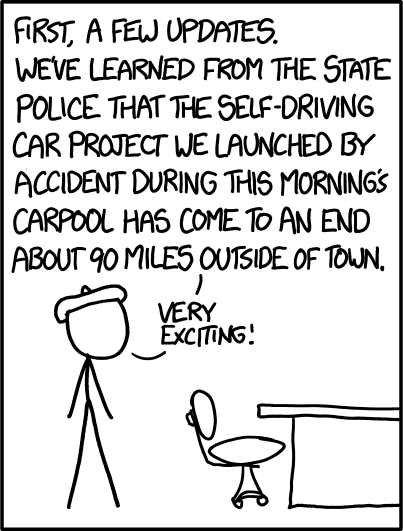 FIRST, A FEW UPDATES.
WE'VE LEARNED FROM THE STATE
POLICE THAT THE SELF-DRIVING
CAR PROJECT WE LAUNCHED BY
ACCIDENT DURING THIS MORNING'S
CARPOOL HAS COME TO AN END
ABOUT 90 MILES OUTSIDE OF TOWN.
VERY
EXCITING!